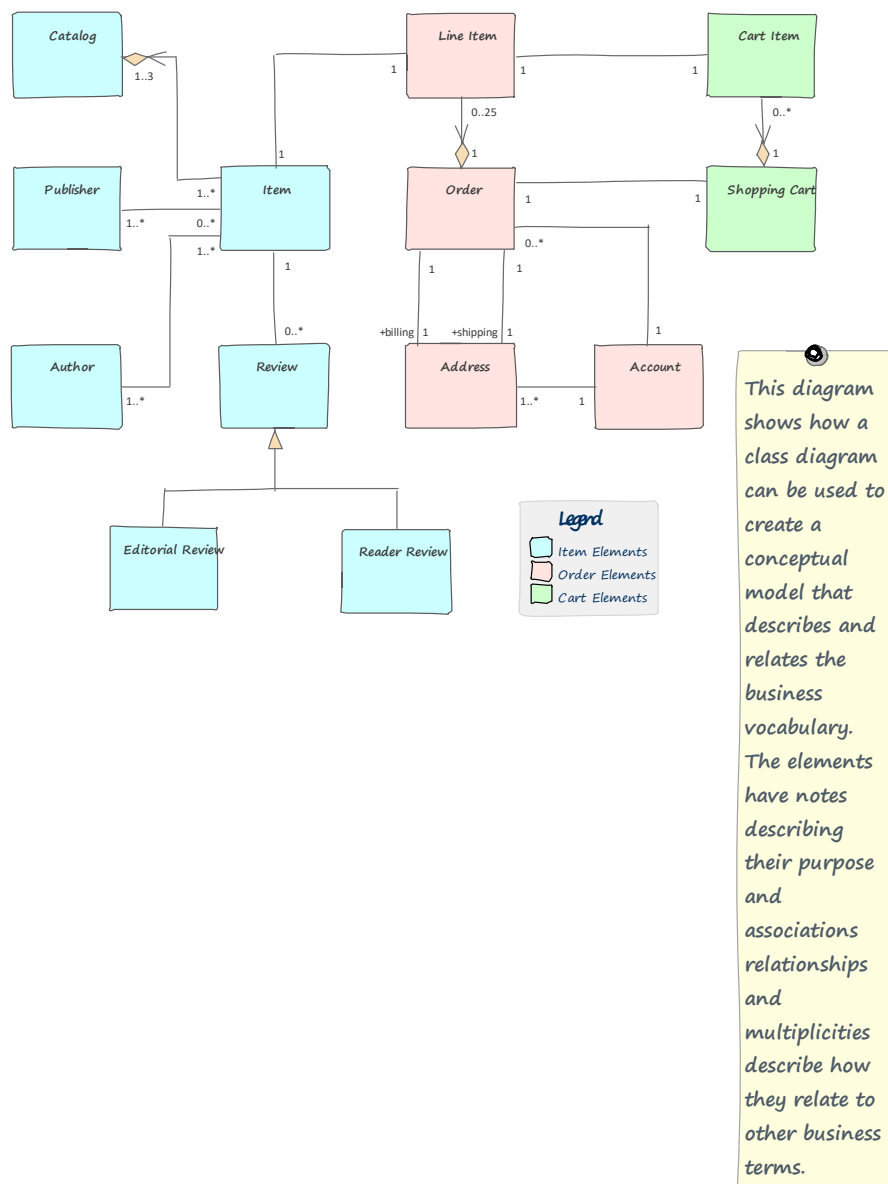 Catalog
Line Item
Cart Item
1..3
1
1
1
0..25
0..*
1
1
1
Publisher
Item
Order
Shopping Cart
1..*
1
1
1..*
0..*
0..*
1..*
1
1
1
0..*
+billing
1
+shipping
1
1
Author
Review
Address
Account
1..*
1..*
1
Editorial Review
Reader Review
Legend
Item Elements
Order Elements
Cart Elements
This diagram
shows how a
class diagram
can be used to
create a
conceptual
model that
describes and
relates the
business
vocabulary.
The elements
have notes
describing
their purpose
and
associations
relationships
and
multiplicities
describe how
they relate to
other business
terms.